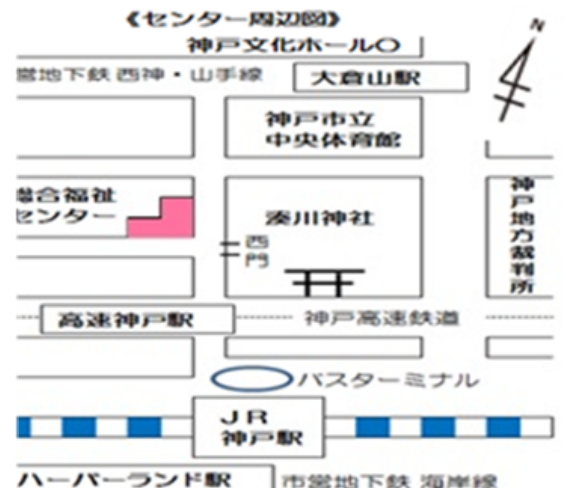 《センター周辺図》
神戸文化ホール〇
N
営地下鉄 西神・山手線
大倉山駅
神戸市立
中央体育館
総合福祉
センター
湊川神社
西
門
神戸地方裁判所
高速神戸駅
神戸高速鉄道
バスターミナル
JR
神戸駅
ハーバーランド駅
市営地下鉄 海岸線